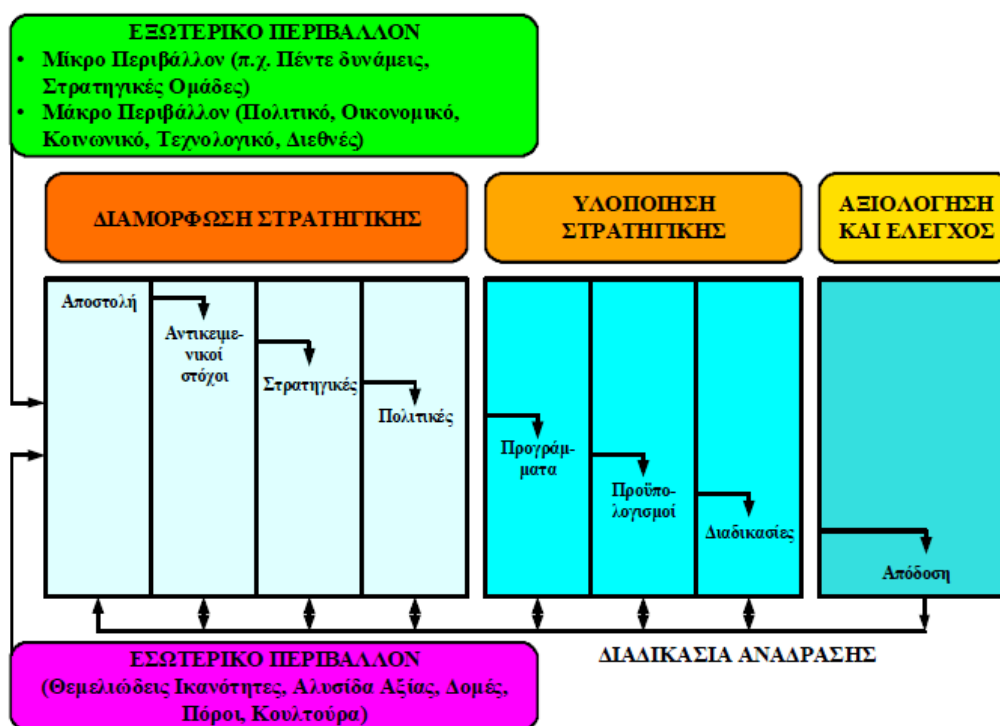 ΕΞΩΤΕΡΙΚΟ ΠΕΡΙΒΑΛΛΟΝ
• Μίκρο Περιβάλλον (π.χ. Πέντε δυνάμεις,
Στρατηγικές Ομάδες)
• Μάκρο Περιβάλλον (Πολιτικό, Οικονομικό,
Κοινωνικό, Τεχνολογικό, Διεθνές)
ΔΙΑΜΟΡΦΩΣΗ ΣΤΡΑΤΗΓΙΚΗΣ
ΥΛΟΠΟΙΗΣΗ
ΣΤΡΑΤΗΓΙΚΗΣ
ΑΞΙΟΛΟΓΗΣΗ
ΚΑΙ ΕΛΕΓΧΟΣ
Αποστολή
Αντικειμε-
νικοί
στόχοι
Στρατηγικές
Πολιτικές
Προγράμ-
ματα
Προϋπο-
λογισμοί
Διαδικασίες
Απόδοση
ΔΙΑΔΙΚΑΣΙΑ ΑΝΑΔΡΑΣΗΣ
ΕΣΩΤΕΡΙΚΟ ΠΕΡΙΒΑΛΛΟΝ
(Θεμελιώδεις Ικανότητες, Αλυσίδα Αξίας, Δομές,
Πόροι, Κουλτούρα)